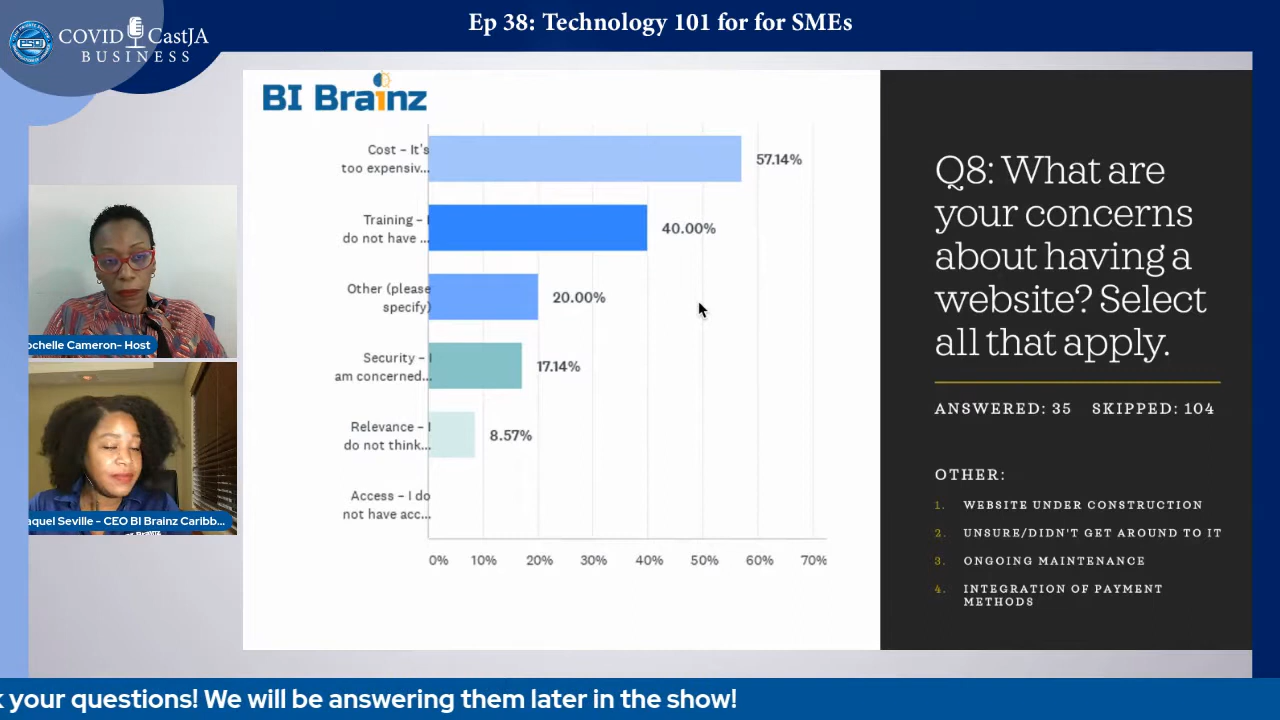 Ep 38: Technology 101 for for SMEs
COVID CastJA
BUSINESS
PSOJ
BI Brainz
Cost – It's
too expensiv...
57.14%
Training – I
do not have ...
40.00%
Other (please
specify)
20.00%
Security – I
am concerned...
17.14%
Relevance – I
do not think...
8.57%
Access – I do
not have acc...
0% 10% 20% 30% 40% 50% 60% 70%
Q8: What are
your concerns
about having a
website? Select
all that apply.
ANSWERED: 35 SKIPPED: 104
OTHER:
1. WEBSITE UNDER CONSTRUCTION
2. UNSURE/DIDN'T GET AROUND TO IT
3. ONGOING MAINTENANCE
4. INTEGRATION OF PAYMENT
METHODS
ochelle Cameron- Host
aquel Seville - CEO BI Brainz Caribb...
your questions! We will be answering them later in the show!